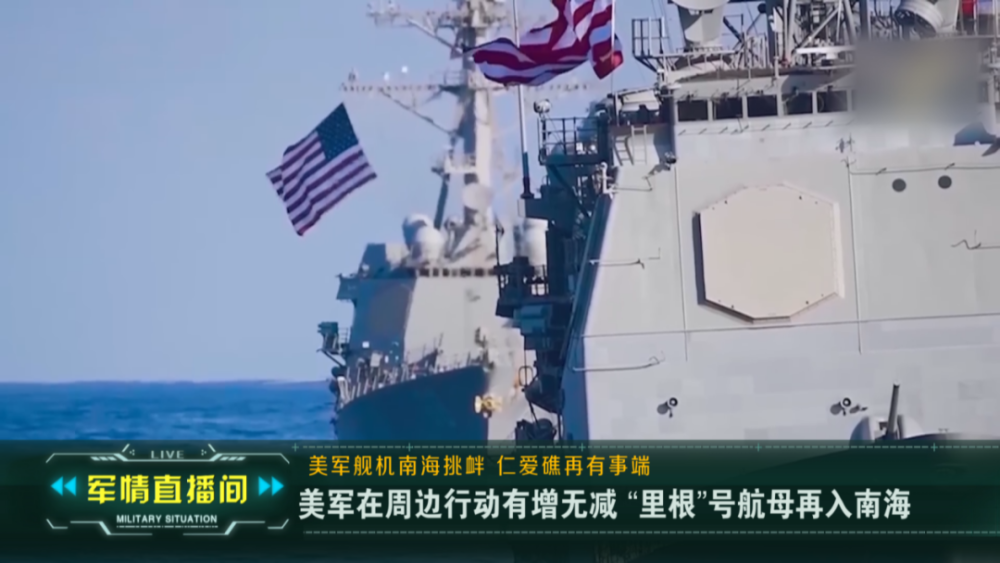 LIVE
军情直播间
MILITARY SITUATION
美军舰机南海挑衅 仁爱礁再有事端
美军在周边行动有增无减 “里根”号航母再入南海